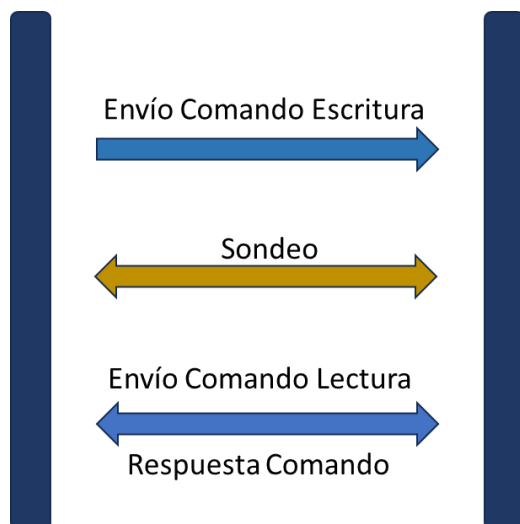 Envío Comando Escritura
Sondeo
Envío Comando Lectura
Respuesta Comando